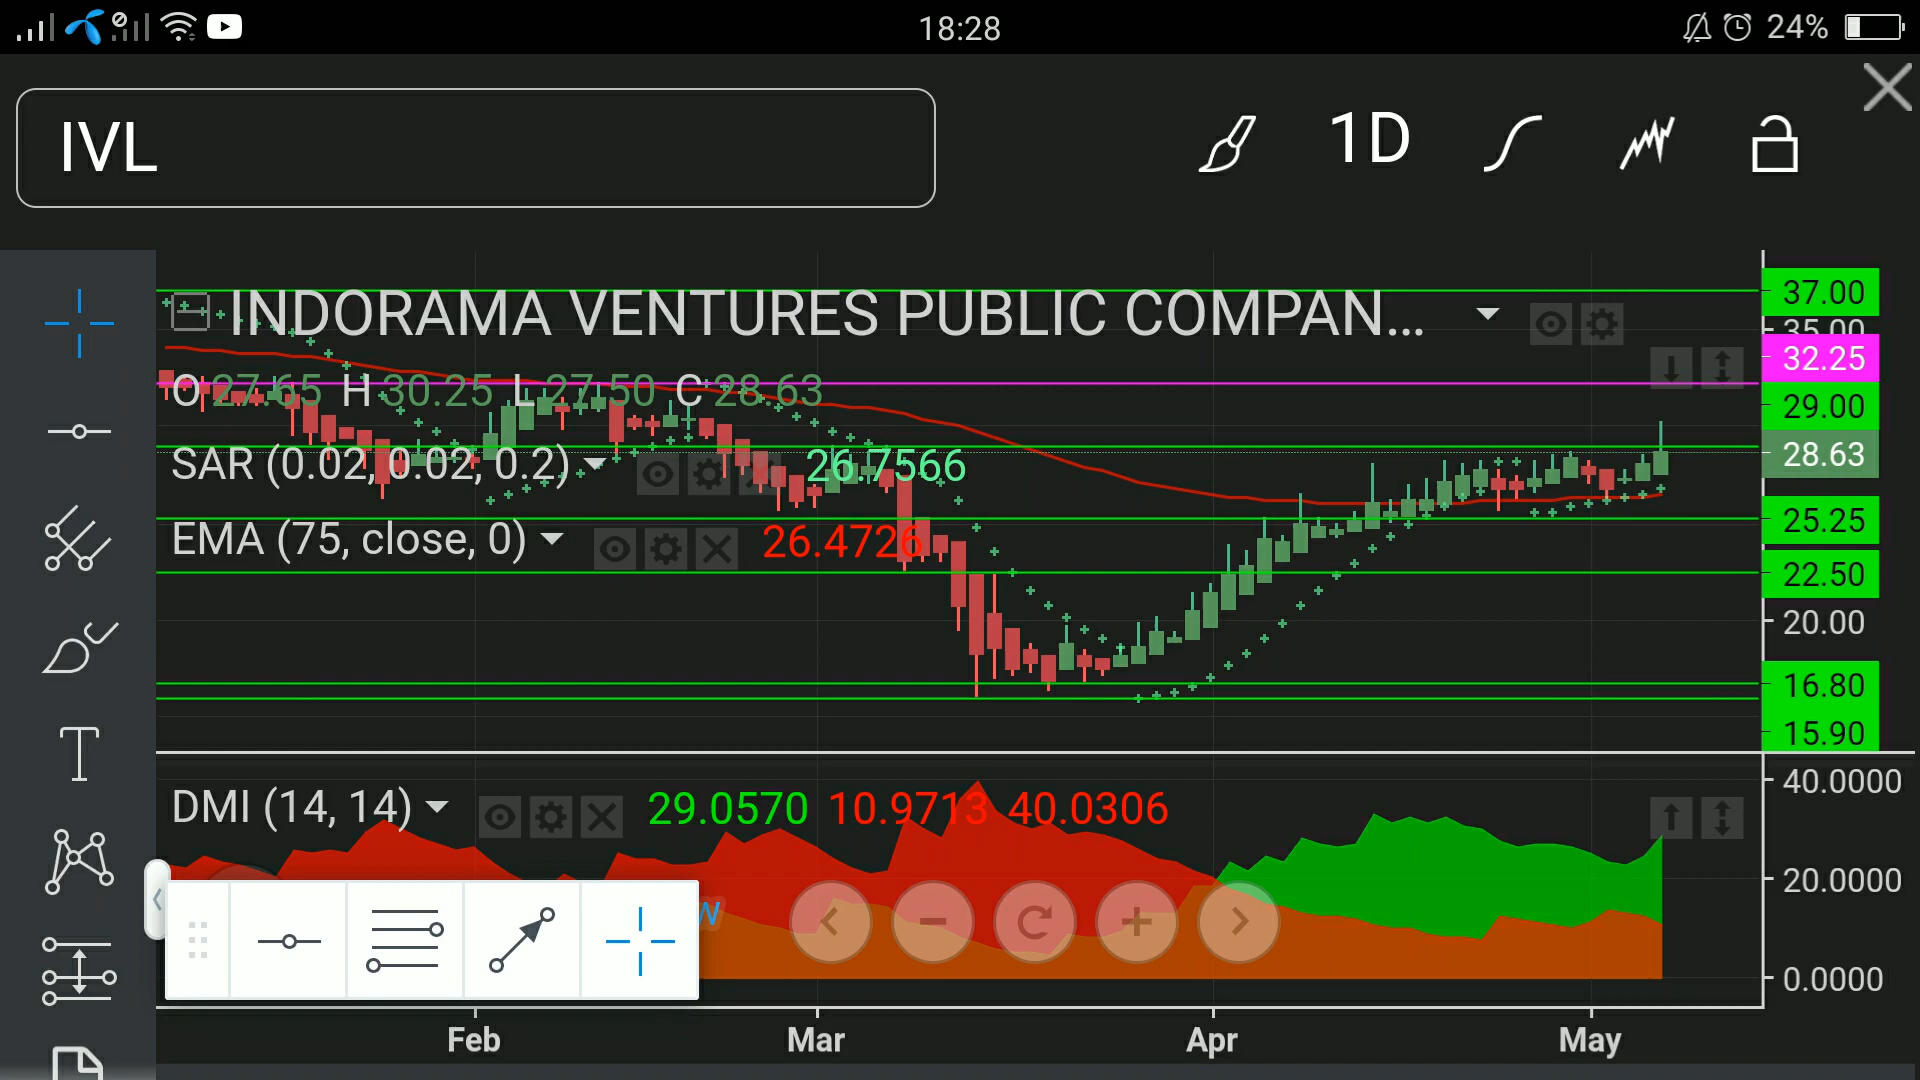 18:28
24%
IVL
1D
INDORAMA VENTURES PUBLIC COMPAN...
O 27.65 H 30.25 L 27.50 C 28.63
SAR (0.02, 0.02, 0.2) 26.7566
EMA (75, close, 0) 26.4726
37.00
35.00
32.25
29.00
28.63
25.25
22.50
20.00
16.80
15.90
DMI (14, 14) 29.0570 10.9713 40.0306
40.0000
20.0000
0.0000
Feb Mar Apr May